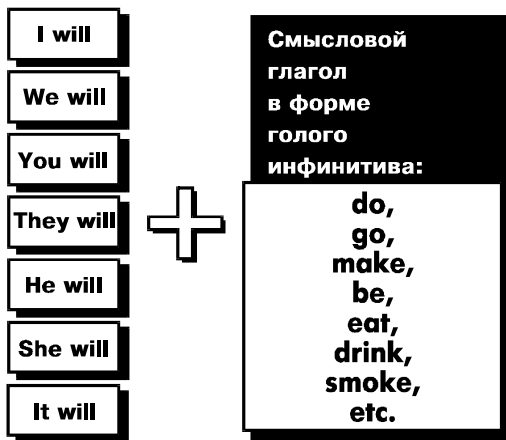 I will
We will
You will
They will
He will
She will
It will
Смысловой
глагол
в форме
голого
инфинитива:
do,
go,
make,
be,
eat,
drink,
smoke,
etc.